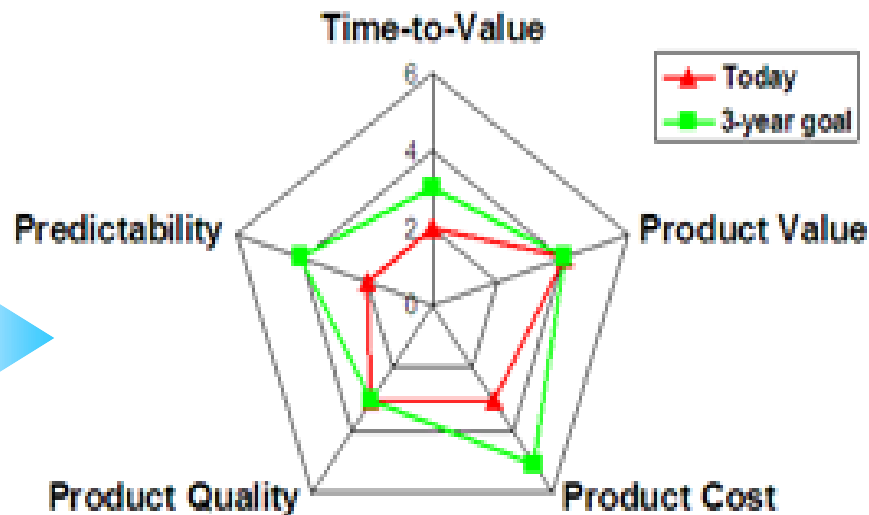 Time-to-Value
6
Today
3-year goal
4
Predictability
2
Product Value
0
Product Quality
Product Cost